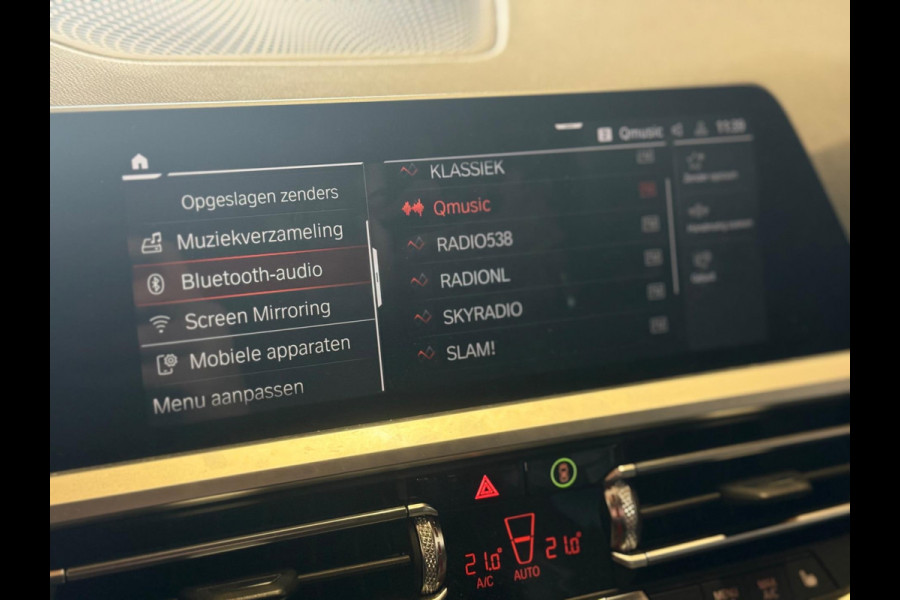 Qmusic 11:39
Opgeslagen zenders
Muziekverzameling
Bluetooth-audio
Screen Mirroring
Mobiele apparaten
Menu aanpassen
KLASSIEK
Qmusic
RADIO538
RADIONL
SKYRADIO
SLAM!
21.0° 21.0°
A/C AUTO
MENU